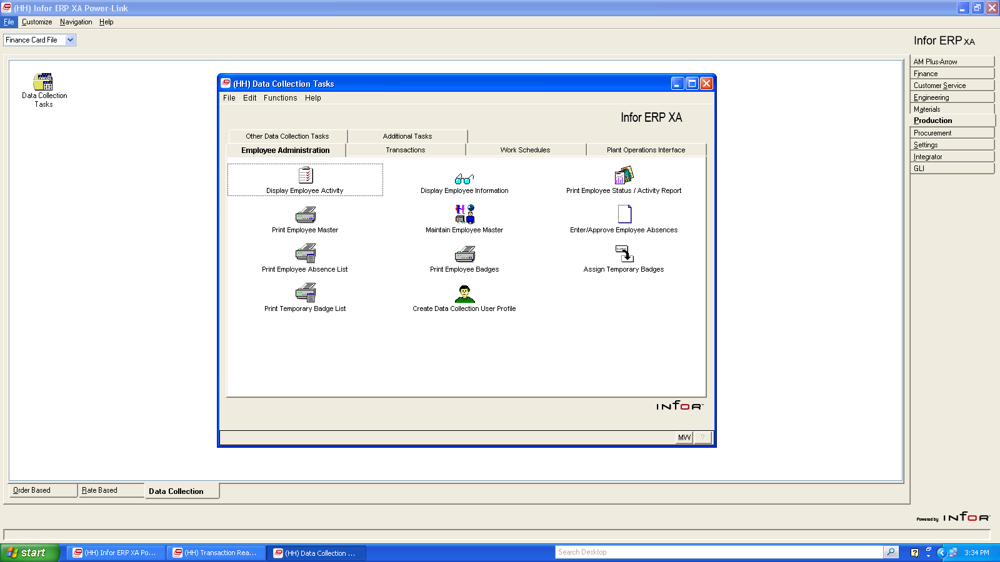 (HH) Infor ERP XA Power-Link
File Customize Navigation Help
Finance Card File
Infor ERP XA
Data Collection
Tasks
(HH) Data Collection Tasks
File Edit Functions Help
Infor ERP XA
Other Data Collection Tasks Additional Tasks
Employee Administration Transactions Work Schedules Plant Operations Interface
Display Employee Activity Display Employee Information Print Employee Status / Activity Report
Print Employee Master Maintain Employee Master Enter/Approve Employee Absences
Print Employee Absence List Print Employee Badges Assign Temporary Badges
Print Temporary Badge List Create Data Collection User Profile
infor™
MW ?
AM Plus-Arrow
Finance
Customer Service
Engineering
Materials
Production
Procurement
Settings
Integrator
GLI
Order Based Rate Based Data Collection
Powered by infor
start (HH) Infor ERP XA Po... (HH) Transaction Rea... (HH) Data Collection ... Search Desktop 3:34 PM